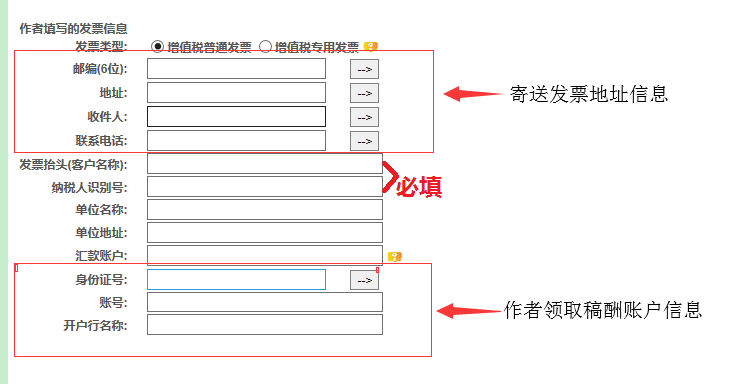 作者填写的发票信息
发票类型: 增值税普通发票 增值税专用发票 ?
邮编(6位): -->
地址: -->
寄送发票地址信息
收件人: -->
联系电话: -->
发票抬头(客户名称):
必填
纳税人识别号:
单位名称:
单位地址:
汇款账户: ?
身份证号: -->
账号:
作者领取稿酬账户信息
开户行名称: